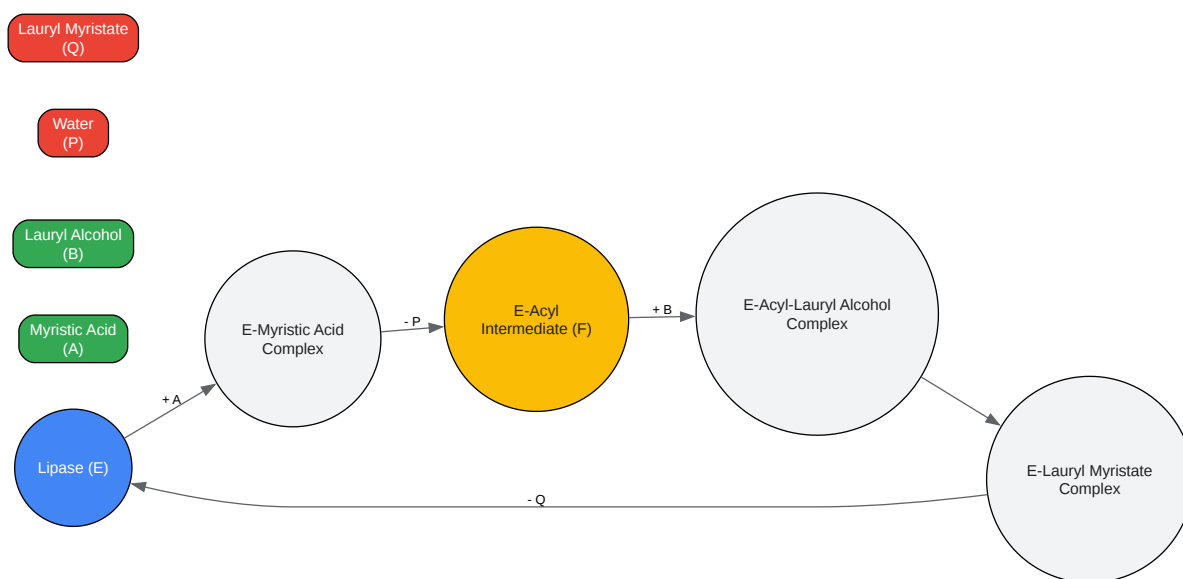 Lauryl Myristate
(Q)
Water
(P)
Lauryl Alcohol
(B)
Myristic Acid
(A)
Lipase (E)
+ A
E-Myristic Acid
Complex
- P
E-Acyl
Intermediate (F)
+ B
E-Acyl-Lauryl Alcohol
Complex
E-Lauryl Myristate
Complex
- Q